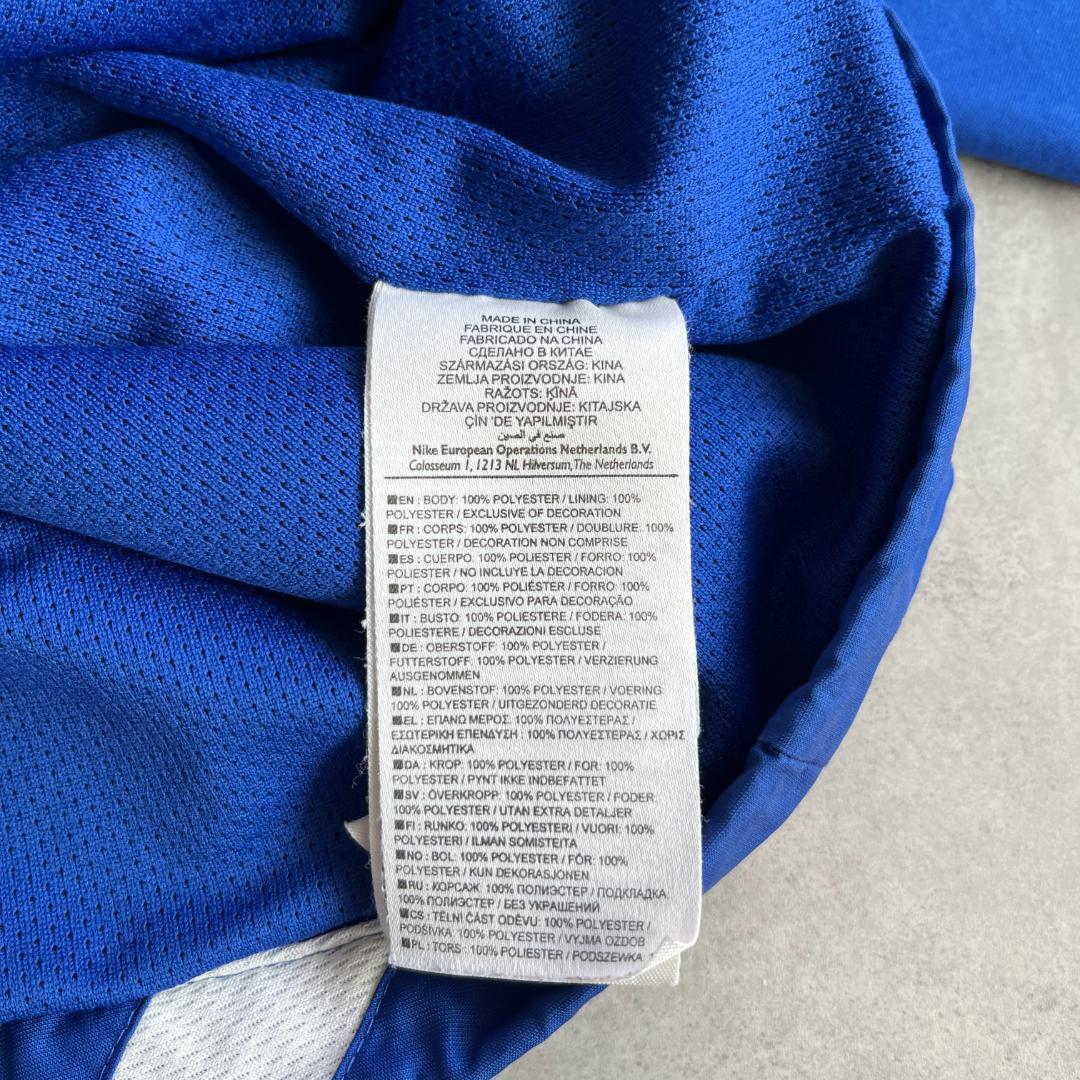 MADE IN CHINA
FABRIQUE EN CHINE
FABRICADO NA CHINA
СДЕЛАНО В КИТАЕ
SZÁRMAZÁSI ORSZÁG: KINA
ZEMLJA PROIZVODNJE: KINA
RAŽOTS: ĶĪNĀ
DRŽAVA PROIZVODNJE: KITAJSKA
ÇİN 'DE YAPILMIŞTIR
صنع في الصين
Nike European Operations Netherlands B.V.
Colosseum 1, 1213 NL Hilversum, The Netherlands
EN : BODY: 100% POLYESTER / LINING: 100%
POLYESTER / EXCLUSIVE OF DECORATION
FR : CORPS: 100% POLYESTER / DOUBLURE: 100%
POLYESTER / DECORATION NON COMPRISE
ES : CUERPO: 100% POLIESTER / FORRO: 100%
POLIESTER / NO INCLUYE LA DECORACION
PT : CORPO: 100% POLIÉSTER / FORRO: 100%
POLIÉSTER / EXCLUSIVO PARA DECORAÇÃO
IT : BUSTO: 100% POLIESTERE / FODERA: 100%
POLIESTERE / DECORAZIONI ESCLUSE
DE : OBERSTOFF: 100% POLYESTER /
FUTTERSTOFF: 100% POLYESTER / VERZIERUNG
AUSGENOMMEN
NL : BOVENSTOF: 100% POLYESTER / VOERING:
100% POLYESTER / UITGEZONDERD DECORATIE
EL : ΕΠΑΝΩ ΜΕΡΟΣ: 100% ΠΟΛΥΕΣΤΕΡΑΣ /
ΕΣΩΤΕΡΙΚΗ ΕΠΕΝΔΥΣΗ : 100% ΠΟΛΥΕΣΤΕΡΑΣ / ΧΩΡΙΣ
ΔΙΑΚΟΣΜΗΤΙΚΑ
DA : KROP: 100% POLYESTER / FOR: 100%
POLYESTER / PYNT IKKE INDBEFATTET
SV : ÖVERKROPP: 100% POLYESTER / FODER:
100% POLYESTER / UTAN EXTRA DETALJER
FI : RUNKO: 100% POLYESTERI / VUORI: 100%
POLYESTERI / ILMAN SOMISTEITA
NO : BOL: 100% POLYESTER / FÔR: 100%
POLYESTER / KUN DEKORASJONEN
RU : КОРСАЖ: 100% ПОЛИЭСТЕР / ПОДКЛАДКА:
100% ПОЛИЭСТЕР / БЕЗ УКРАШЕНИЙ
CS : TĚLNÍ ČÁST ODĚVU: 100% POLYESTER /
PODŠÍVKA: 100% POLYESTER / VYJMA OZDOB
PL : TORS : 100% POLIESTER / PODSZEWKA